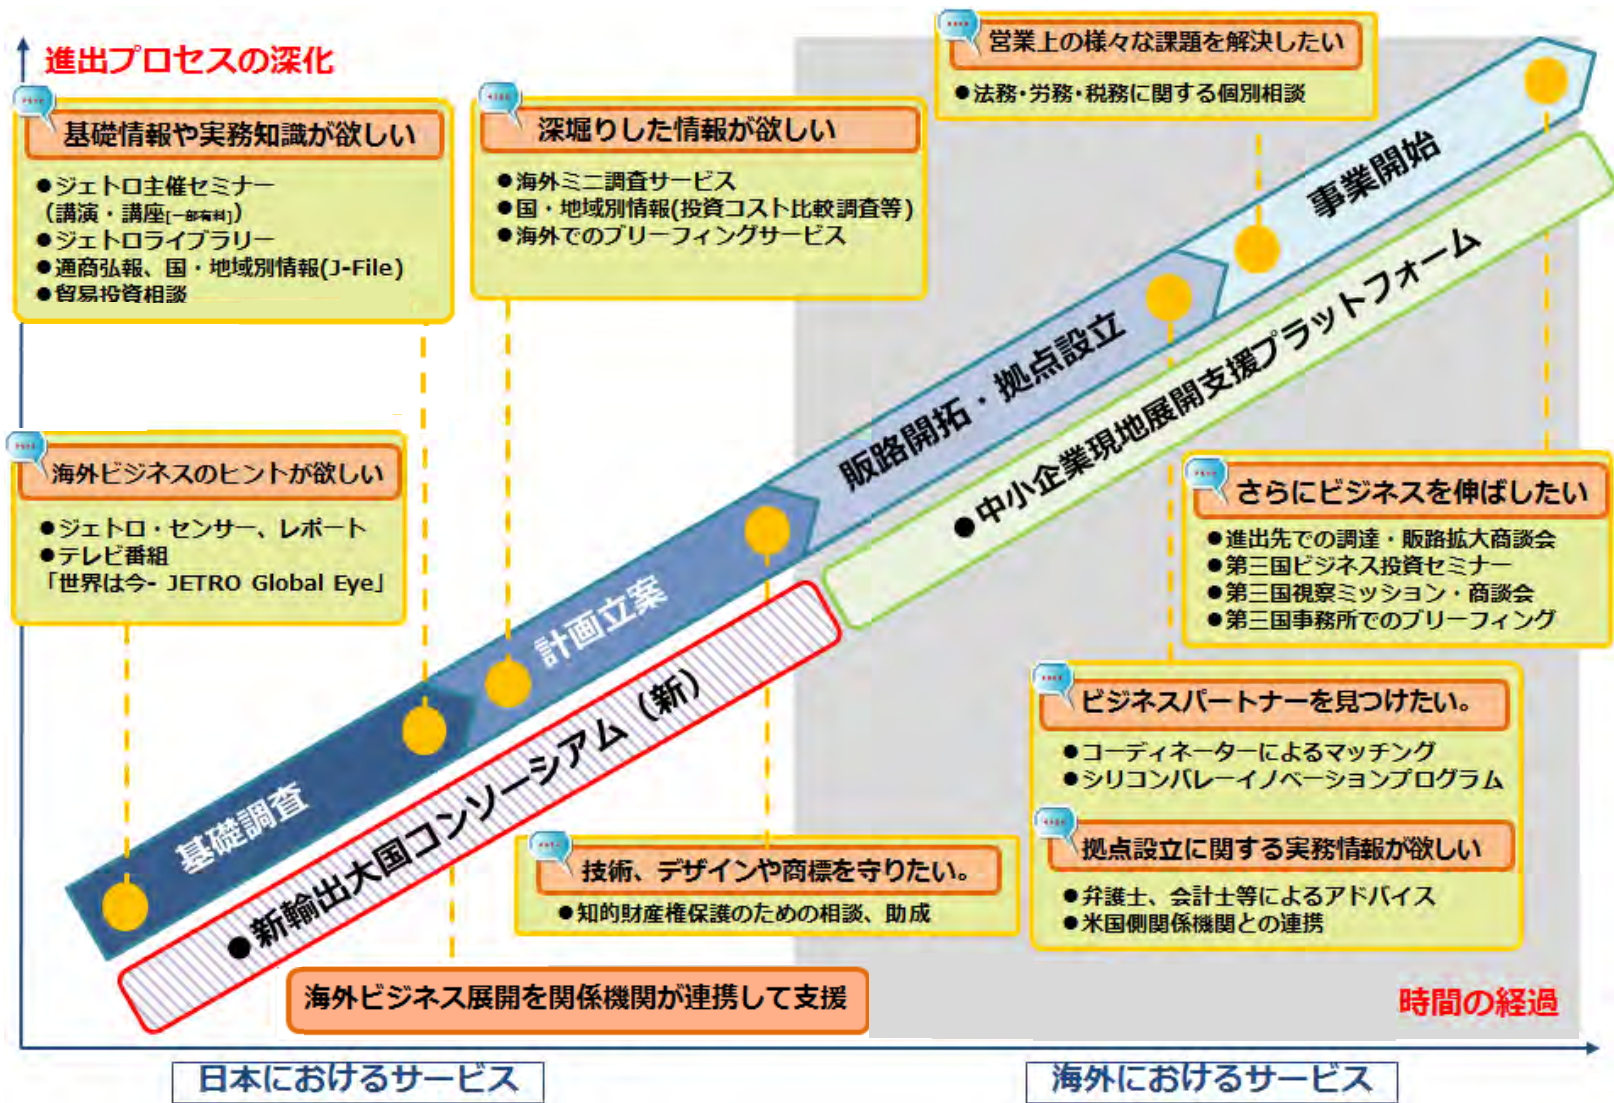 進出プロセスの深化
営業上の様々な課題を解決したい
●法務・労務・税務に関する個別相談
基礎情報や実務知識が欲しい
●ジェトロ主催セミナー
（講演・講座[一部有料]）
●ジェトロライブラリー
●通商弘報、国・地域別情報(J-File)
●貿易投資相談
深堀りした情報が欲しい
●海外ミニ調査サービス
●国・地域別情報(投資コスト比較調査等)
●海外でのブリーフィングサービス
事業開始
販路開拓・拠点設立
計画立案
基礎調査
●中小企業現地展開支援プラットフォーム
●新輸出大国コンソーシアム（新）
海外ビジネスのヒントが欲しい
●ジェトロ・センサー、レポート
●テレビ番組
「世界は今- JETRO Global Eye」
さらにビジネスを伸ばしたい
●進出先での調達・販路拡大商談会
●第三国ビジネス投資セミナー
●第三国視察ミッション・商談会
●第三国事務所でのブリーフィング
ビジネスパートナーを見つけたい。
●コーディネーターによるマッチング
●シリコンバレーイノベーションプログラム
拠点設立に関する実務情報が欲しい
●弁護士、会計士等によるアドバイス
●米国側関係機関との連携
技術、デザインや商標を守りたい。
●知的財産権保護のための相談、助成
海外ビジネス展開を関係機関が連携して支援
時間の経過
日本におけるサービス
海外におけるサービス